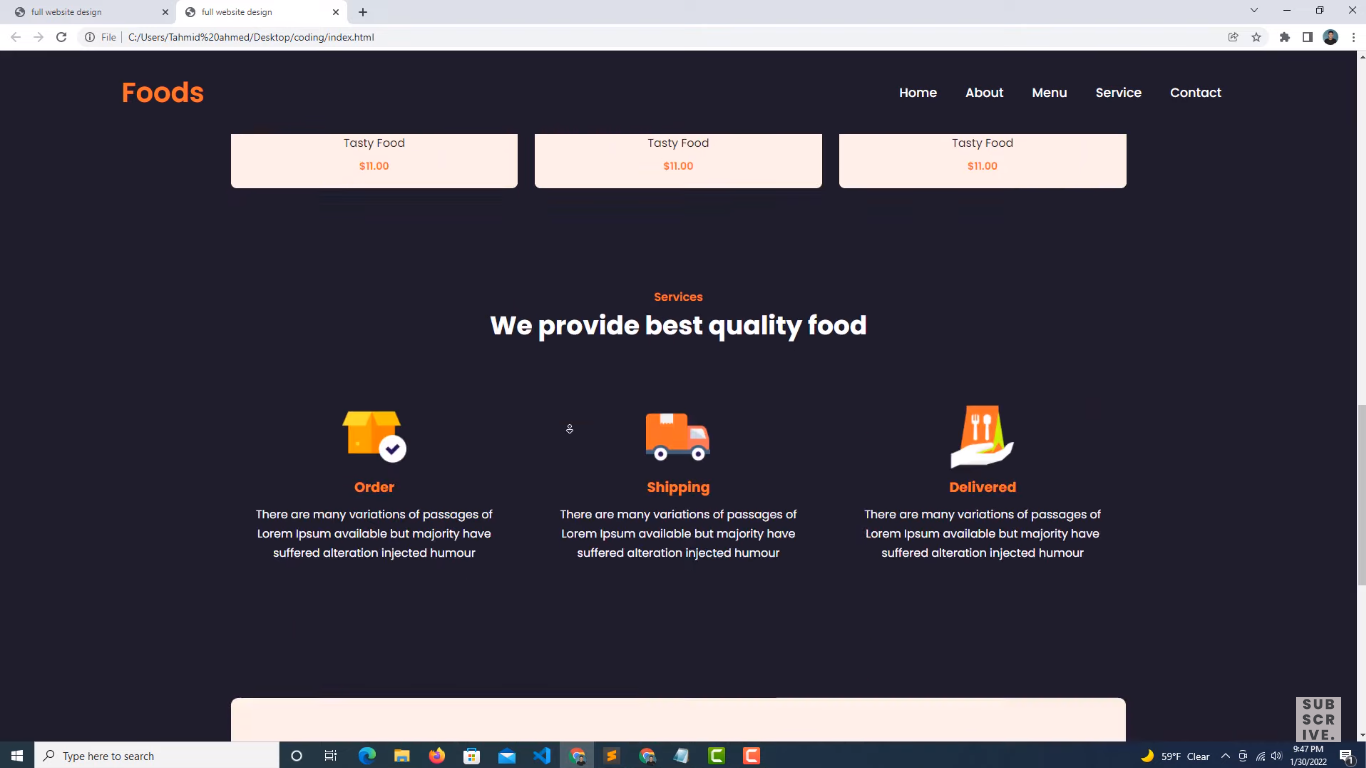 full website design
full website design
File
C:/Users/Tahmid%20ahmed/Desktop/coding/index.html
Foods
Home About Menu Service Contact
Tasty Food Tasty Food Tasty Food
$11.00 $11.00 $11.00
Services
We provide best quality food
Order
There are many variations of passages of
Lorem Ipsum available but majority have
suffered alteration injected humour
Shipping
There are many variations of passages of
Lorem Ipsum available but majority have
suffered alteration injected humour
Delivered
There are many variations of passages of
Lorem Ipsum available but majority have
suffered alteration injected humour
SUB
SCR
IVE.
Type here to search
59°F Clear
9:47 PM
1/30/2022
1